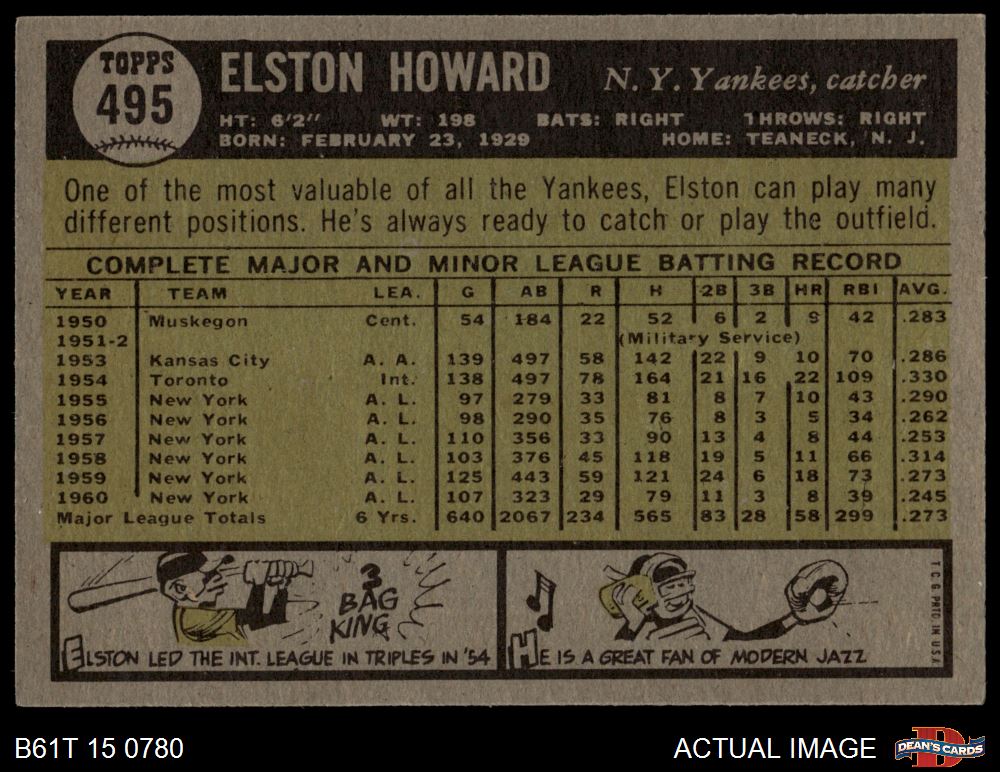 TOPPS
495
ELSTON HOWARD N. Y. Yankees, catcher
HT: 6'2'' WT: 198 BATS: RIGHT THROWS: RIGHT
BORN: FEBRUARY 23, 1929 HOME: TEANECK, N. J.
One of the most valuable of all the Yankees, Elston can play many
different positions. He's always ready to catch or play the outfield.
COMPLETE MAJOR AND MINOR LEAGUE BATTING RECORD
YEAR TEAM LEA. G AB R H 2B 3B HR RBI AVG.
1950 Muskegon Cent. 54 184 22 52 6 2 9 42 .283
1951-2 (Military Service)
1953 Kansas City A. A. 139 497 58 142 22 9 10 70 .286
1954 Toronto Int. 138 497 78 164 21 16 22 109 .330
1955 New York A. L. 97 279 33 81 8 7 10 43 .290
1956 New York A. L. 98 290 35 76 8 3 5 34 .262
1957 New York A. L. 110 356 33 90 13 4 8 44 .253
1958 New York A. L. 103 376 45 118 19 5 11 66 .314
1959 New York A. L. 125 443 59 121 24 6 18 73 .273
1960 New York A. L. 107 323 29 79 11 3 8 39 .245
Major League Totals 6 Yrs. 640 2067 234 565 83 28 58 299 .273
3
BAG
KING
ELSTON LED THE INT. LEAGUE IN TRIPLES IN '54
HE IS A GREAT FAN OF MODERN JAZZ
T.C.G. PRTD. IN U.S.A.
B61T 15 0780
ACTUAL IMAGE
DEAN'S CARDS